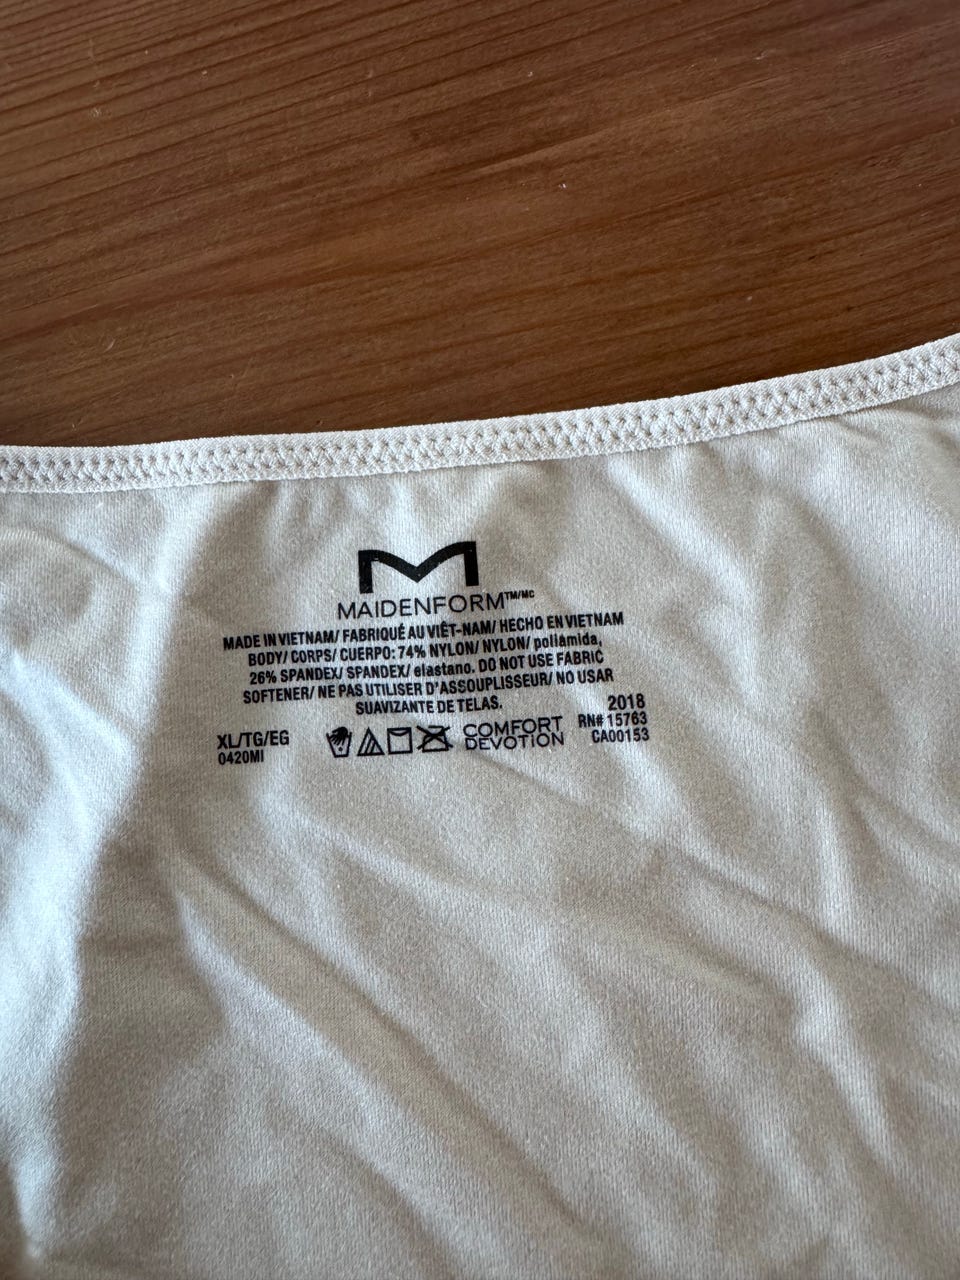 MAIDENFORM™/MC
MADE IN VIETNAM/ FABRIQUÉ AU VIÊT-NAM/ HECHO EN VIETNAM
BODY/ CORPS/ CUERPO: 74% NYLON/ NYLON/ poliamida,
26% SPANDEX/ SPANDEX/ elastano. DO NOT USE FABRIC
SOFTENER/ NE PAS UTILISER D'ASSOUPLISSEUR/ NO USAR
SUAVIZANTE DE TELAS.
XL/TG/EG
0420MI
COMFORT
DEVOTION
2018
RN# 15763
CA00153